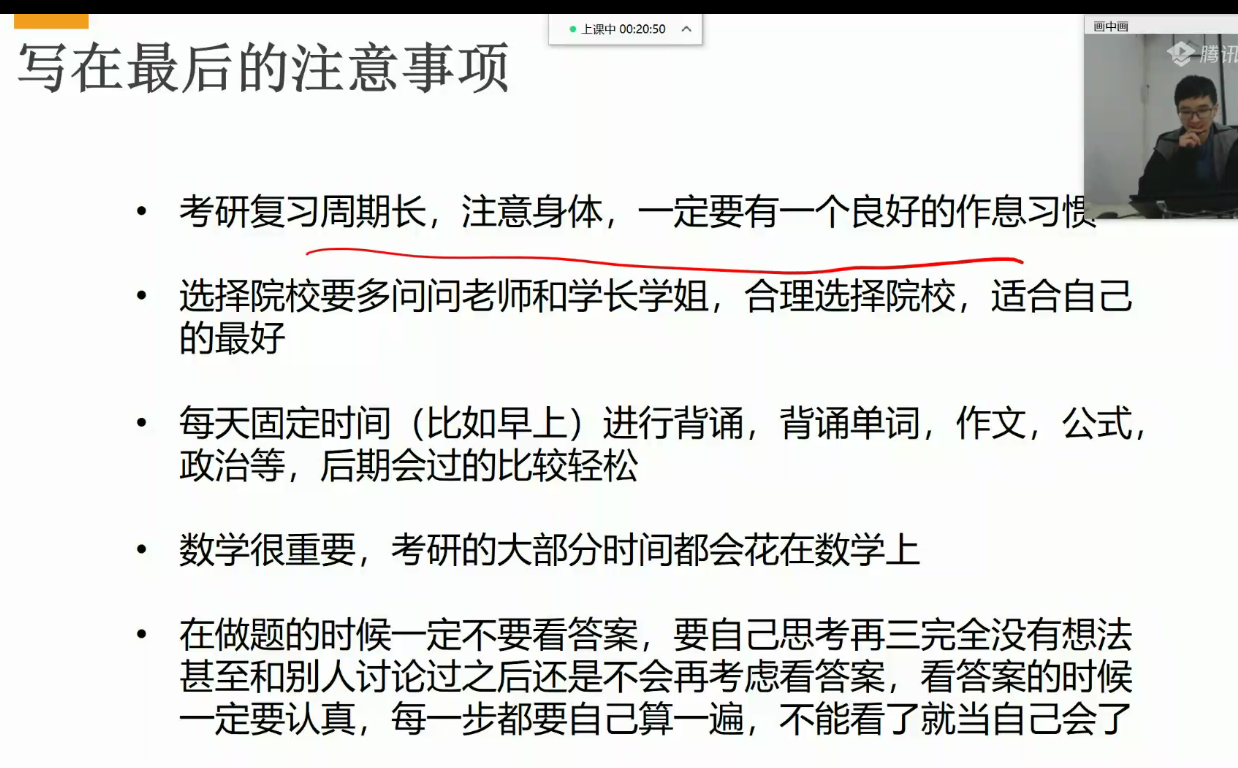 上课中 00:20:50
画中画
腾讯
写在最后的注意事项
• 考研复习周期长，注意身体，一定要有一个良好的作息习惯
• 选择院校要多问问老师和学长学姐，合理选择院校，适合自己
的最好
• 每天固定时间（比如早上）进行背诵，背诵单词，作文，公式，
政治等，后期会过的比较轻松
• 数学很重要，考研的大部分时间都会花在数学上
• 在做题的时候一定不要看答案，要自己思考再三完全没有想法
甚至和别人讨论过之后还是不会再考虑看答案，看答案的时候
一定要认真，每一步都要自己算一遍，不能看了就当自己会了